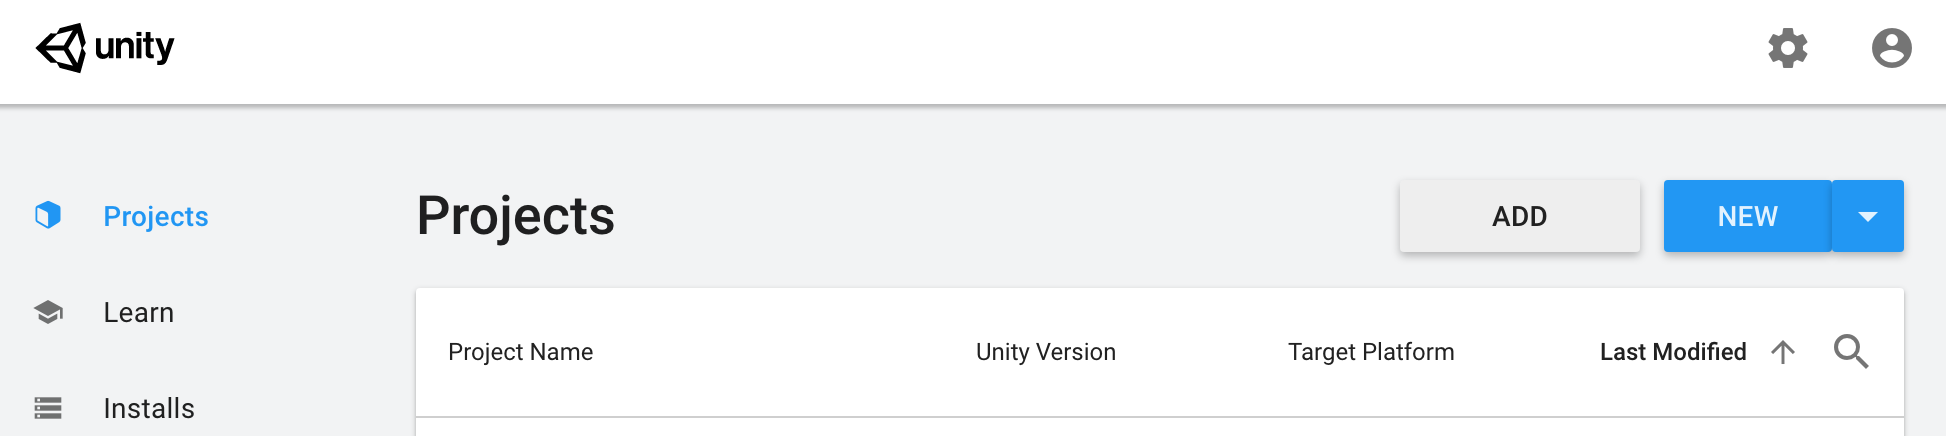 unity
Projects
Learn
Installs
Projects
ADD
NEW
Project Name
Unity Version
Target Platform
Last Modified